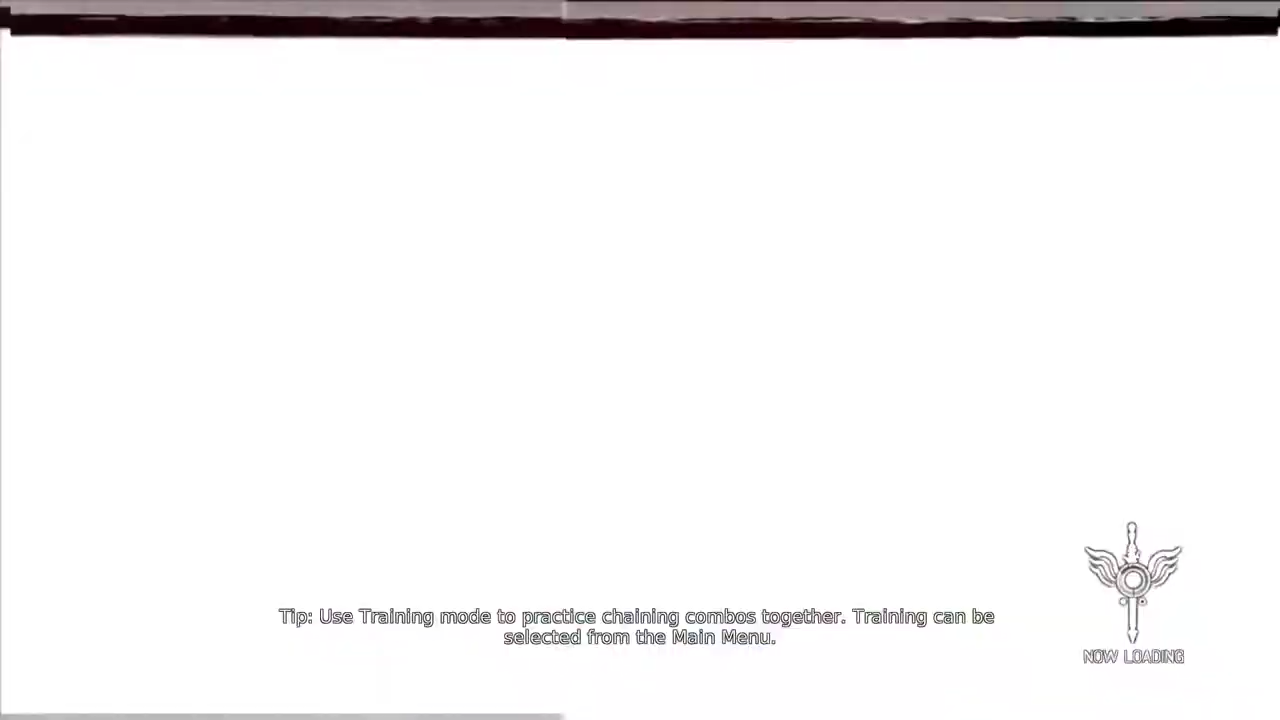 Tip: Use Training mode to practice chaining combos together. Training can be
selected from the Main Menu.
NOW LOADING